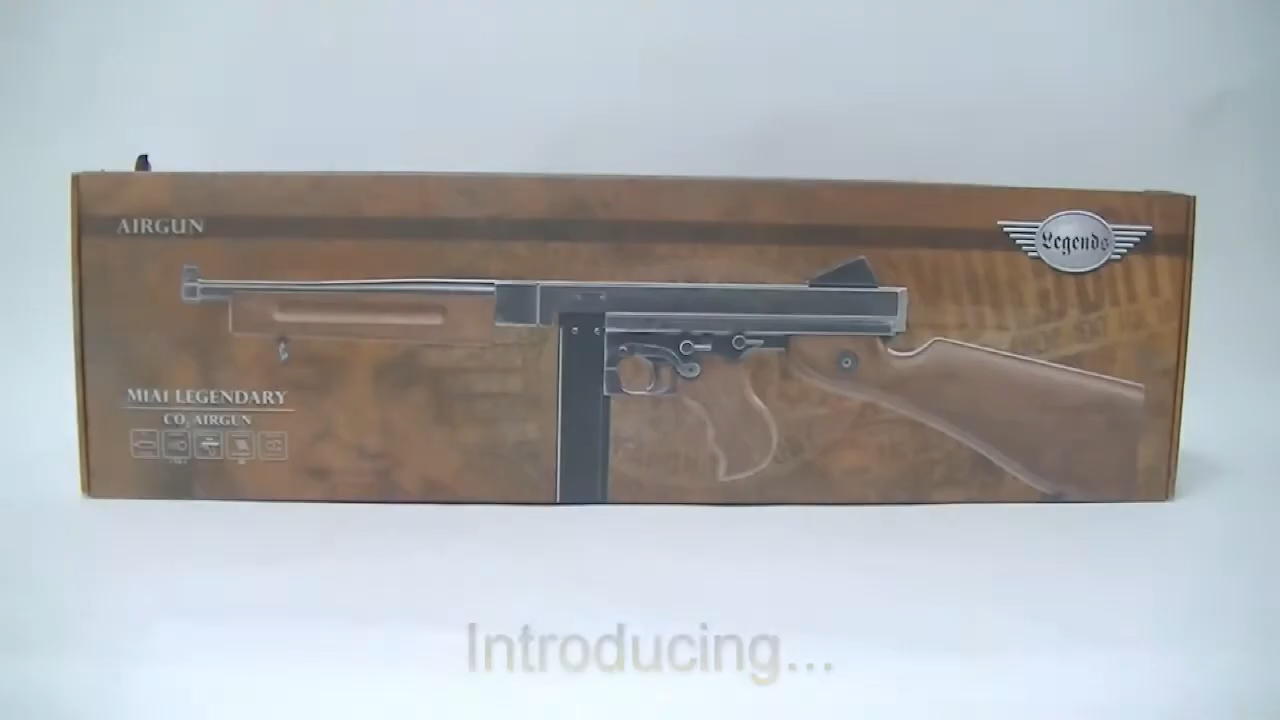 AIRGUN
Legends
M1A1 LEGENDARY
CO₂ AIRGUN
Introducing...